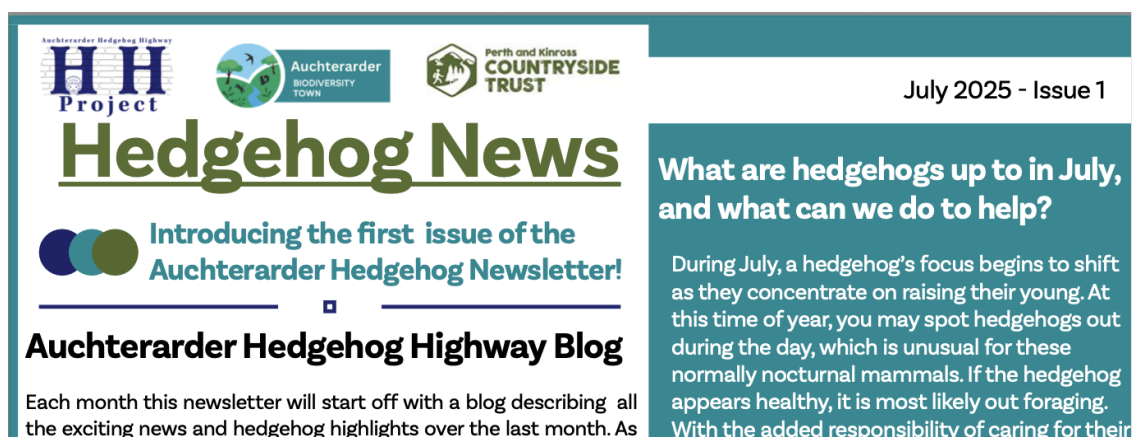 Auchterarder Hedgehog Highway
HH
Project
Auchterarder
BIODIVERSITY
TOWN
Perth and Kinross
COUNTRYSIDE
TRUST
Hedgehog News
Introducing the first issue of the
Auchterarder Hedgehog Newsletter!
Auchterarder Hedgehog Highway Blog
Each month this newsletter will start off with a blog describing all
the exciting news and hedgehog highlights over the last month. As
July 2025 - Issue 1
What are hedgehogs up to in July,
and what can we do to help?
During July, a hedgehog's focus begins to shift
as they concentrate on raising their young. At
this time of year, you may spot hedgehogs out
during the day, which is unusual for these
normally nocturnal mammals. If the hedgehog
appears healthy, it is most likely out foraging.
With the added responsibility of caring for their